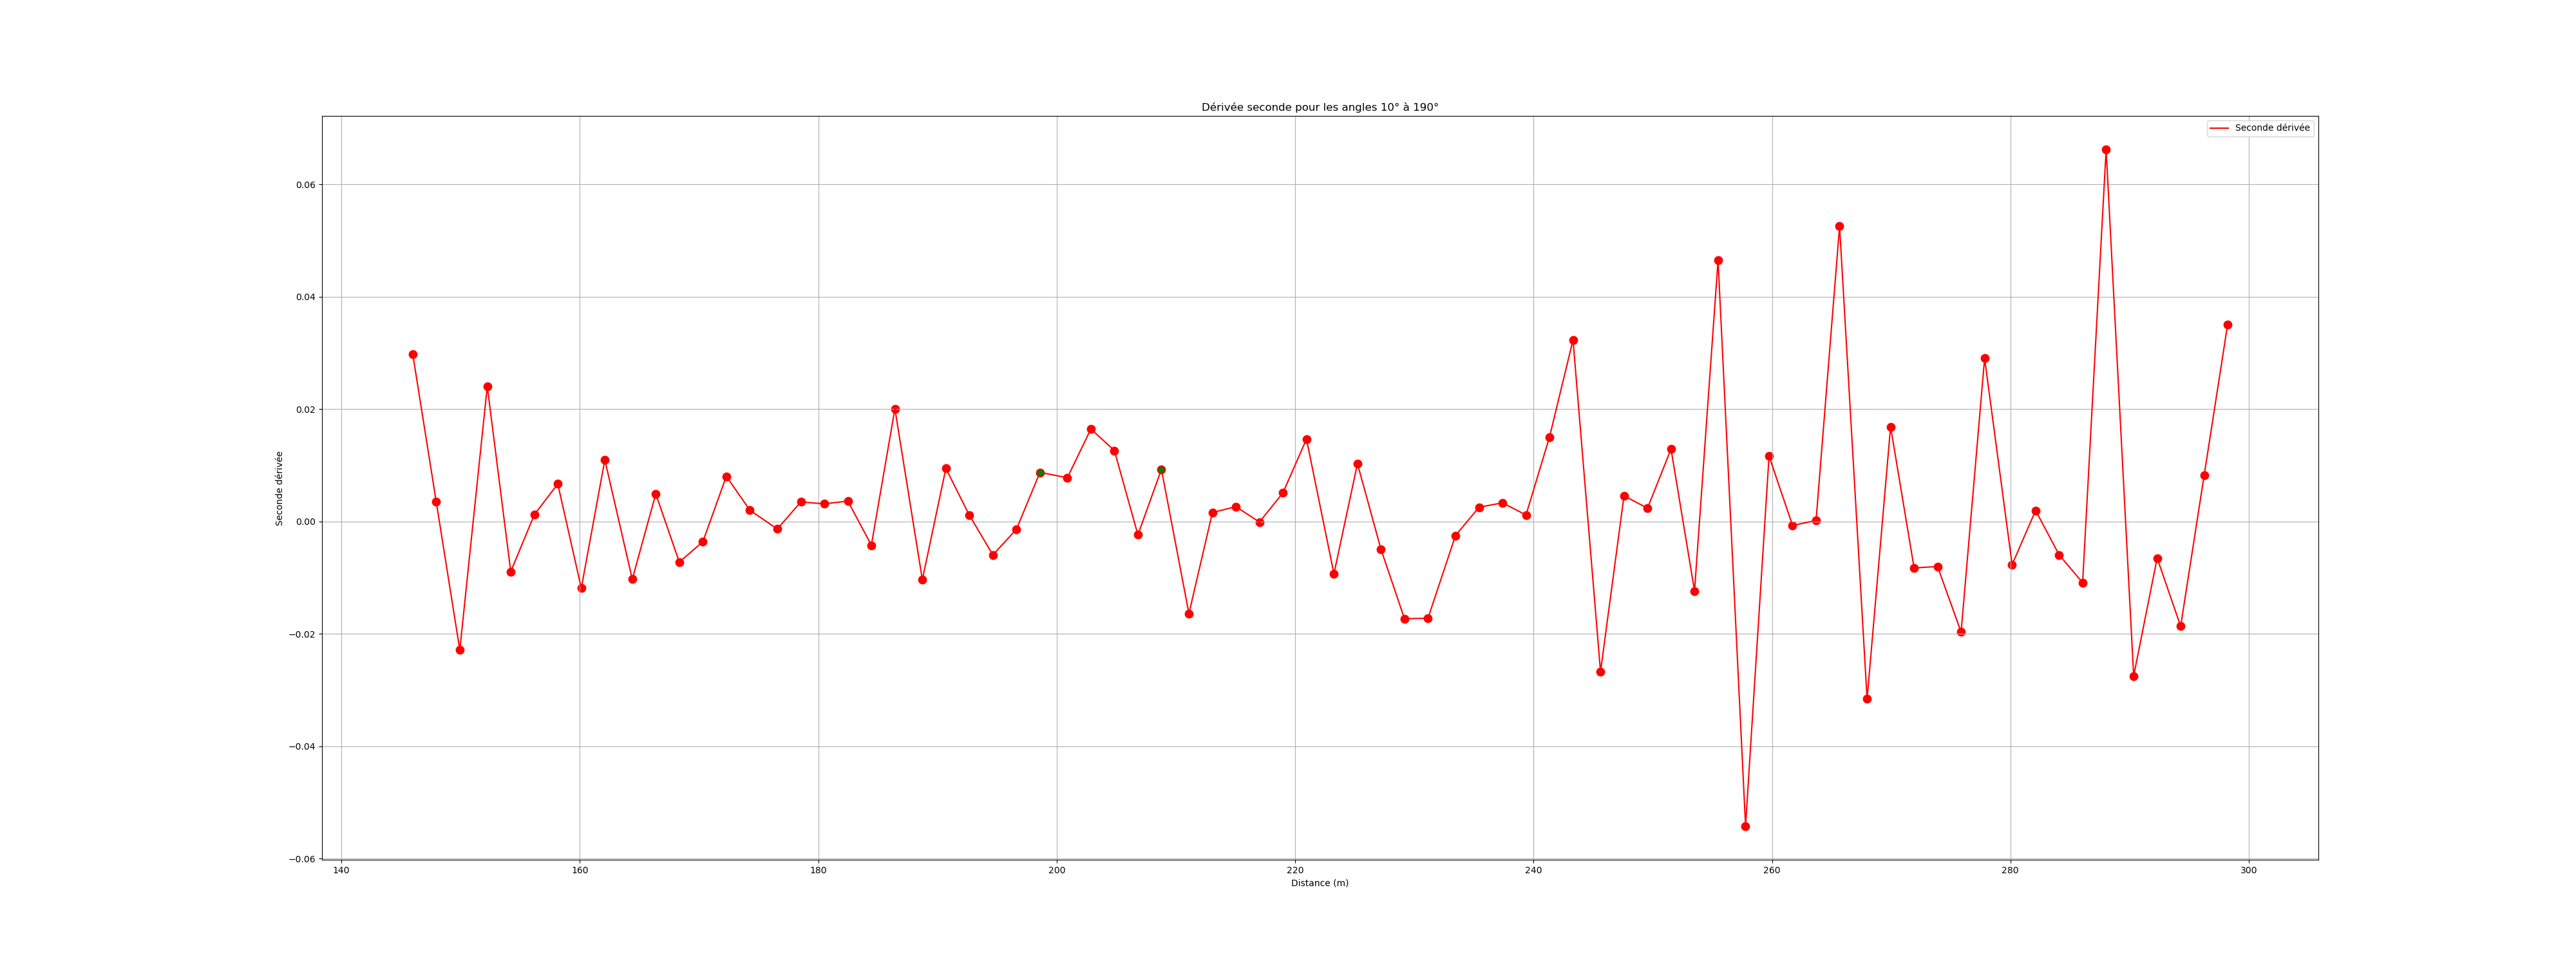 Dérivée seconde pour les angles 10° à 190°
Seconde dérivée
0.06
0.04
0.02
0.00
−0.02
−0.04
−0.06
Seconde dérivée
140 160 180 200 220 240 260 280 300
Distance (m)